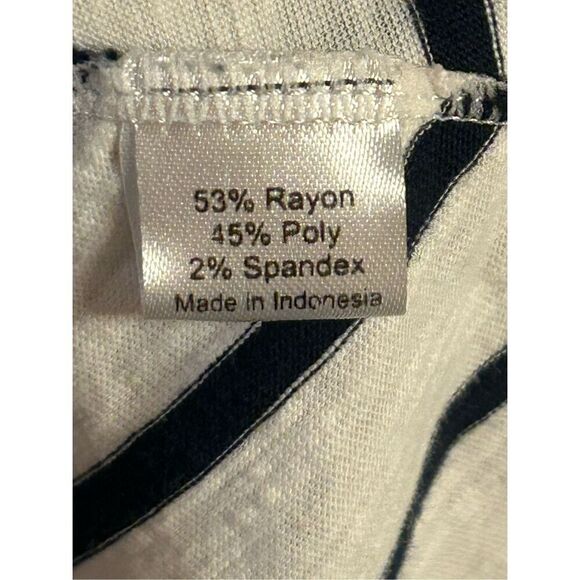 53% Rayon
45% Poly
2% Spandex
Made in Indonesia